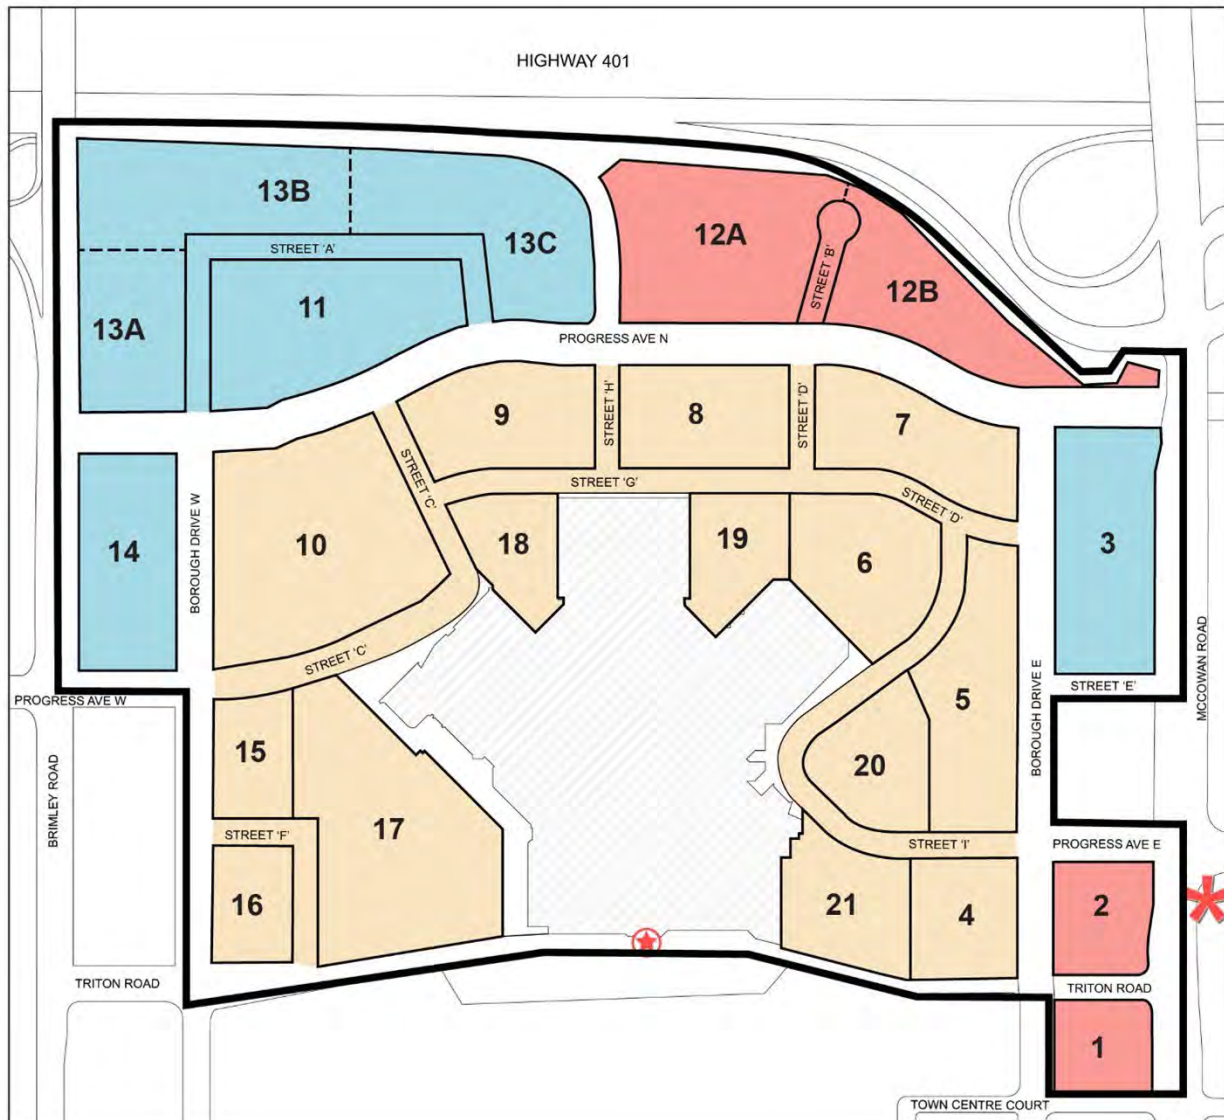 HIGHWAY 401
13B
13C
12A
12B
13A
11
STREET 'A'
STREET 'B'
PROGRESS AVE N
9
STREET 'H'
8
STREET 'D'
7
STREET 'C'
STREET 'G'
STREET 'D'
14
BOROUGH DRIVE W
10
18
19
6
3
STREET 'C'
STREET 'E'
MCCOWAN ROAD
PROGRESS AVE W
15
5
BOROUGH DRIVE E
20
BRIMLEY ROAD
STREET 'F'
17
STREET 'I'
PROGRESS AVE E
16
21
4
2
TRITON ROAD
TRITON ROAD
1
TOWN CENTRE COURT